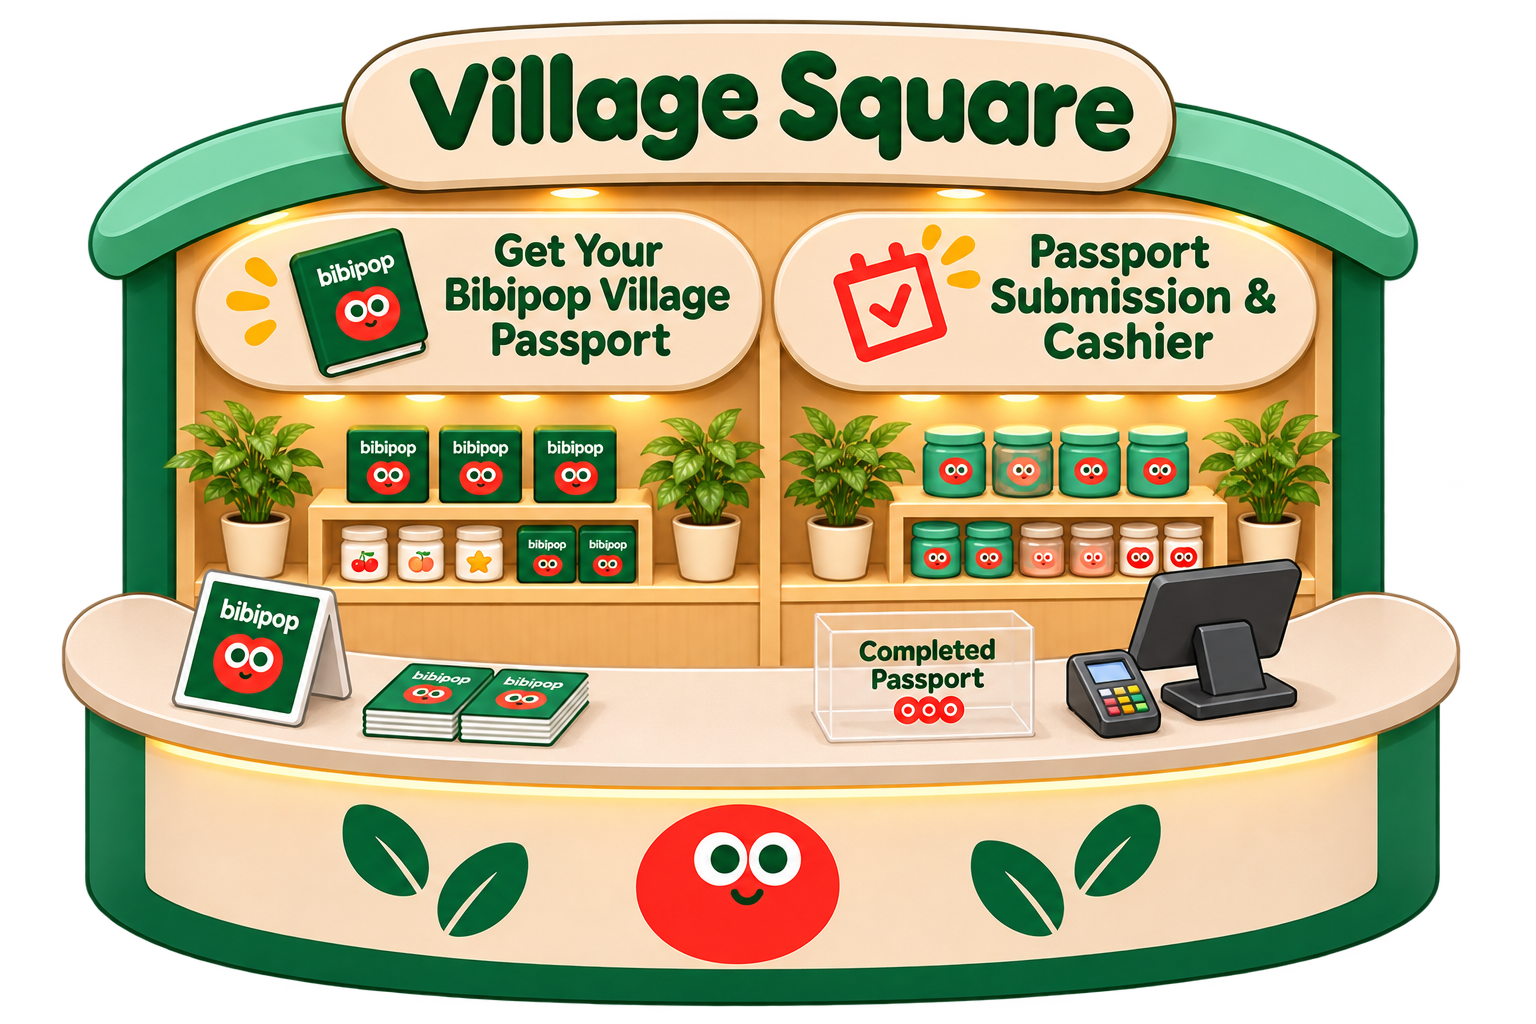 Village Square
bibipop
Get Your
Bibipop Village
Passport
Passport
Submission &
Cashier
bibipop
bibipop
bibipop
bibipop
bibipop
bibipop
bibipop
bibipop
Completed
Passport